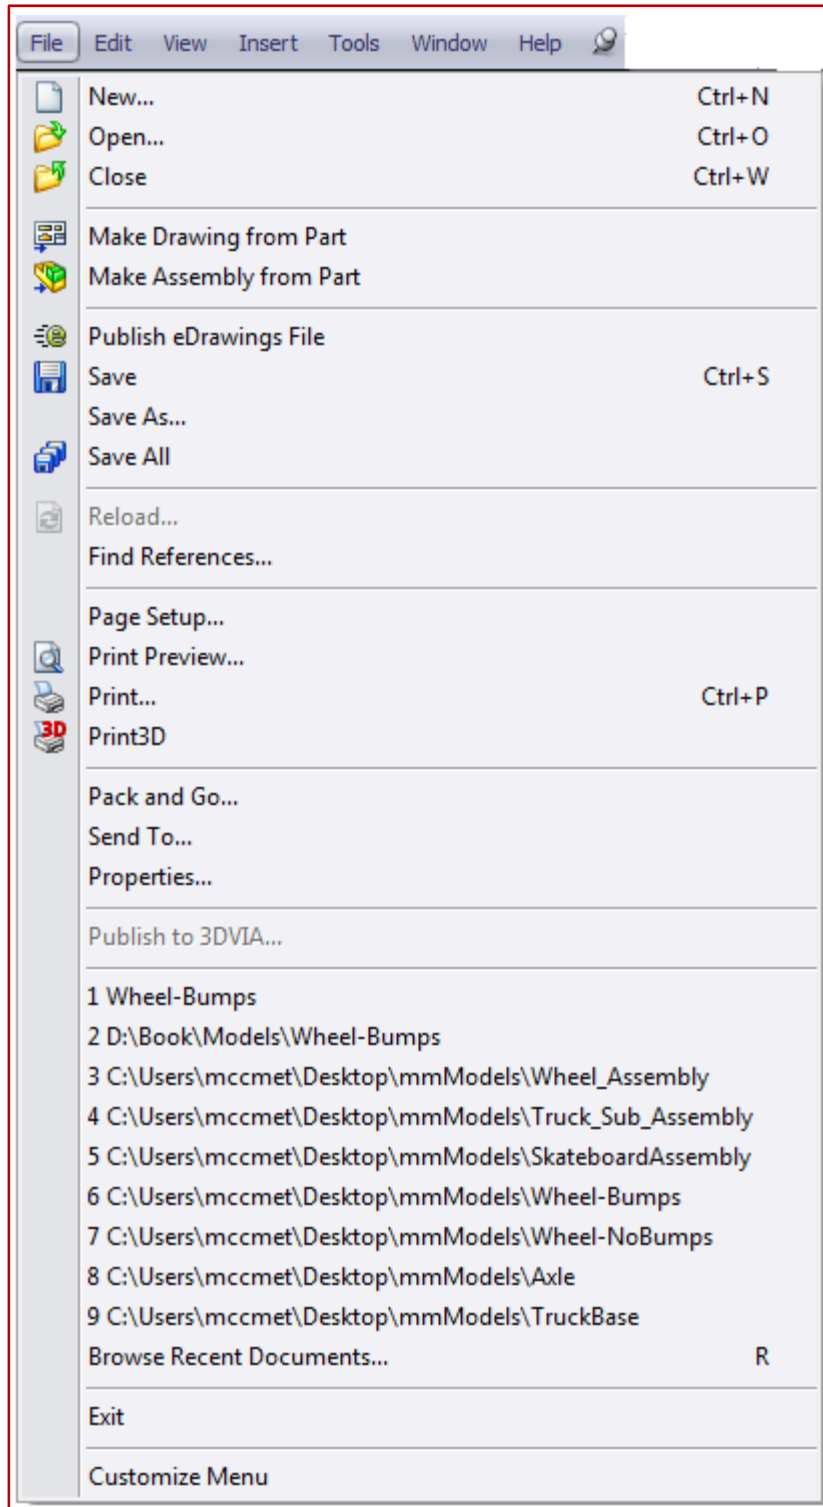 File Edit View Insert Tools Window Help
New... Ctrl+N
Open... Ctrl+O
Close Ctrl+W
Make Drawing from Part
Make Assembly from Part
Publish eDrawings File
Save Ctrl+S
Save As...
Save All
Reload...
Find References...
Page Setup...
Print Preview...
Print... Ctrl+P
3D Print3D
Pack and Go...
Send To...
Properties...
Publish to 3DVIA...
1 Wheel-Bumps
2 D:\Book\Models\Wheel-Bumps
3 C:\Users\mccmet\Desktop\mmModels\Wheel_Assembly
4 C:\Users\mccmet\Desktop\mmModels\Truck_Sub_Assembly
5 C:\Users\mccmet\Desktop\mmModels\SkateboardAssembly
6 C:\Users\mccmet\Desktop\mmModels\Wheel-Bumps
7 C:\Users\mccmet\Desktop\mmModels\Wheel-NoBumps
8 C:\Users\mccmet\Desktop\mmModels\Axle
9 C:\Users\mccmet\Desktop\mmModels\TruckBase
Browse Recent Documents... R
Exit
Customize Menu